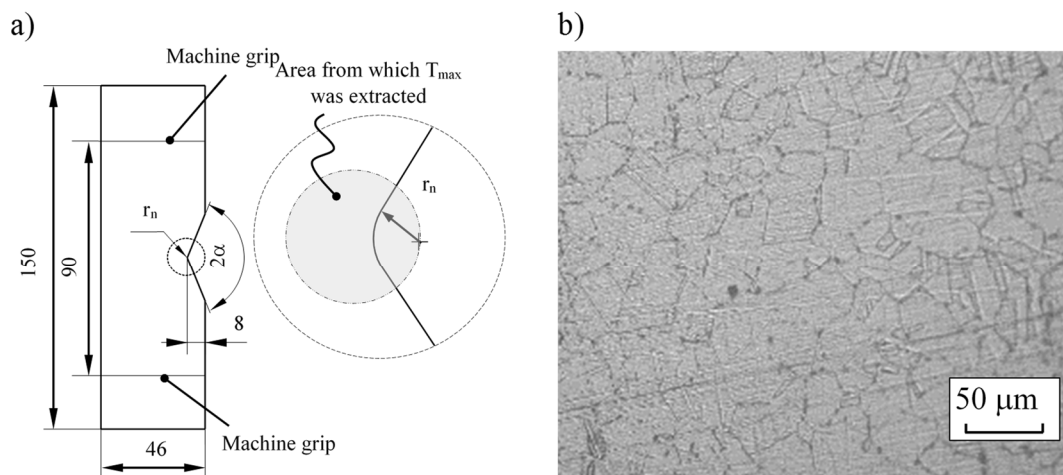 a)
Machine grip
Area from which Tmax
was extracted
rn
rn
150
90
2α
8
46
Machine grip
b)
50 μm